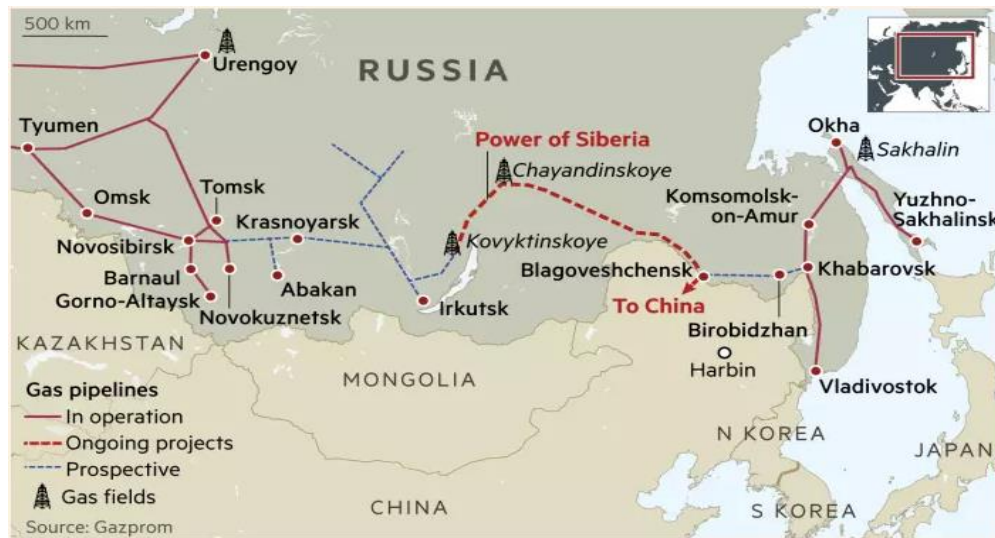 500 km
Urengoy
RUSSIA
Tyumen
Okha
Power of Siberia
Sakhalin
Chayandinskoye
Omsk
Tomsk
Komsomolsk-
on-Amur
Yuzhno-
Sakhalinsk
Krasnoyarsk
Novosibirsk
Kovyktinskoye
Barnaul
Blagoveshchensk
Khabarovsk
Gorno-Altaysk
Abakan
Irkutsk
To China
Novokuznetsk
Birobidzhan
KAZAKHSTAN
Harbin
MONGOLIA
Vladivostok
Gas pipelines
In operation
Ongoing projects
Prospective
Gas fields
N KOREA
JAPAN
CHINA
S KOREA
Source: Gazprom